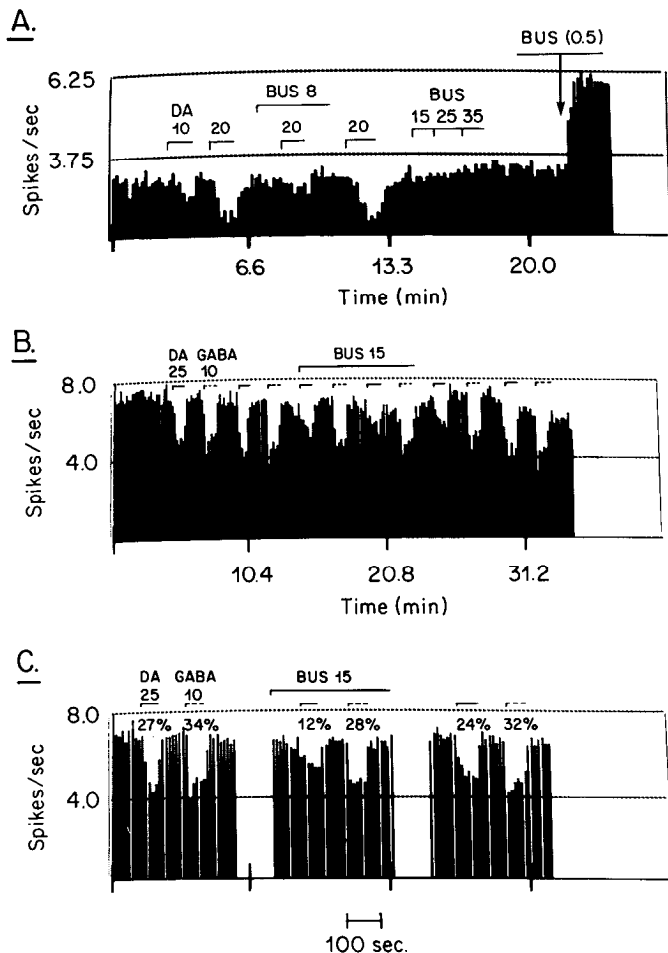 A.
BUS (0.5)
6.25
BUS 8
BUS
DA
10 20 20 20 15 25 35
3.75
Spikes/sec
6.6 13.3 20.0
Time (min)
B.
DA GABA BUS 15
25 10
8.0
4.0
Spikes/sec
10.4 20.8 31.2
Time (min)
C.
DA GABA BUS 15
25 10
8.0
27% 34% 12% 28% 24% 32%
4.0
Spikes/sec
100 sec.